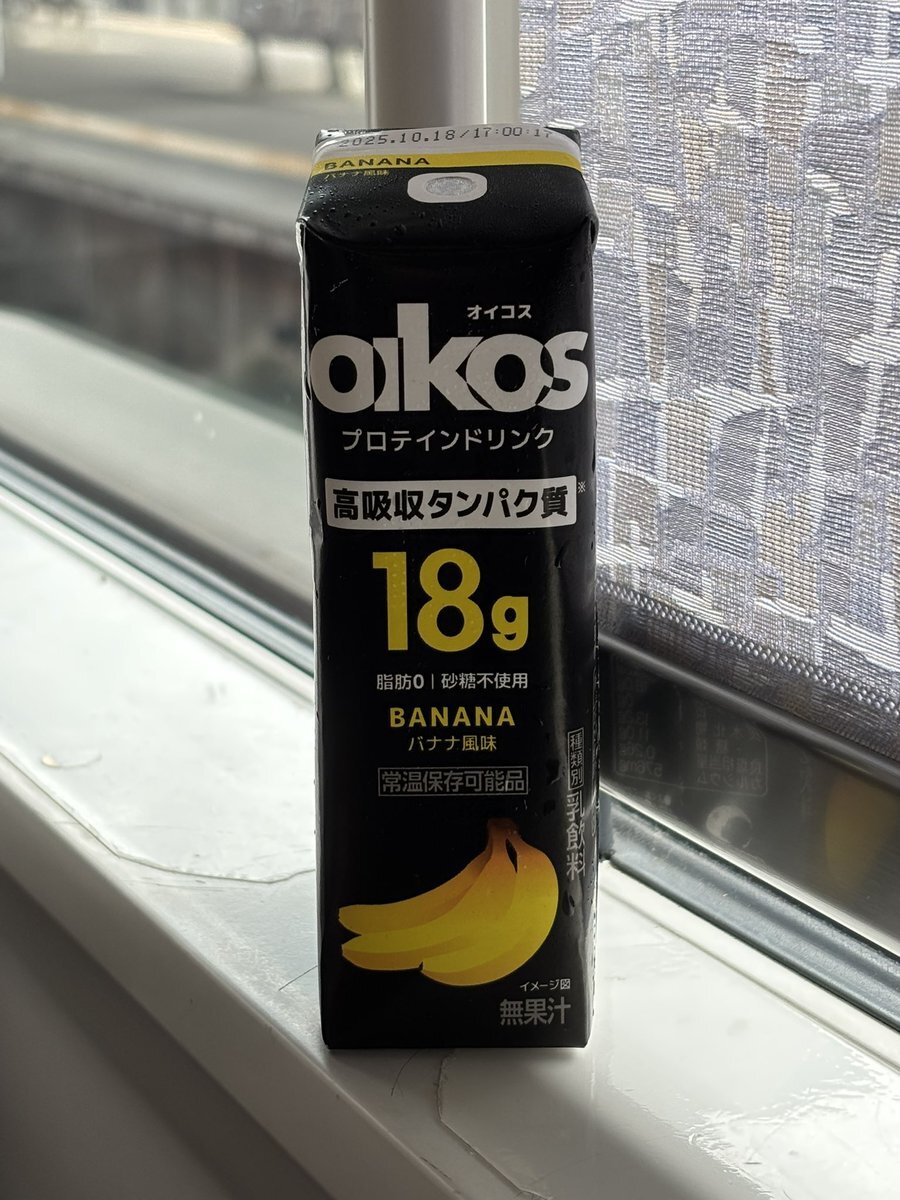 2025.10.18/17:00:17
BANANA
バナナ風味
オイコス
oikos
プロテインドリンク
高吸収タンパク質※
18g
脂肪0|砂糖不使用
BANANA
バナナ風味
常温保存可能品
種類別 乳飲料
イメージ図
無果汁